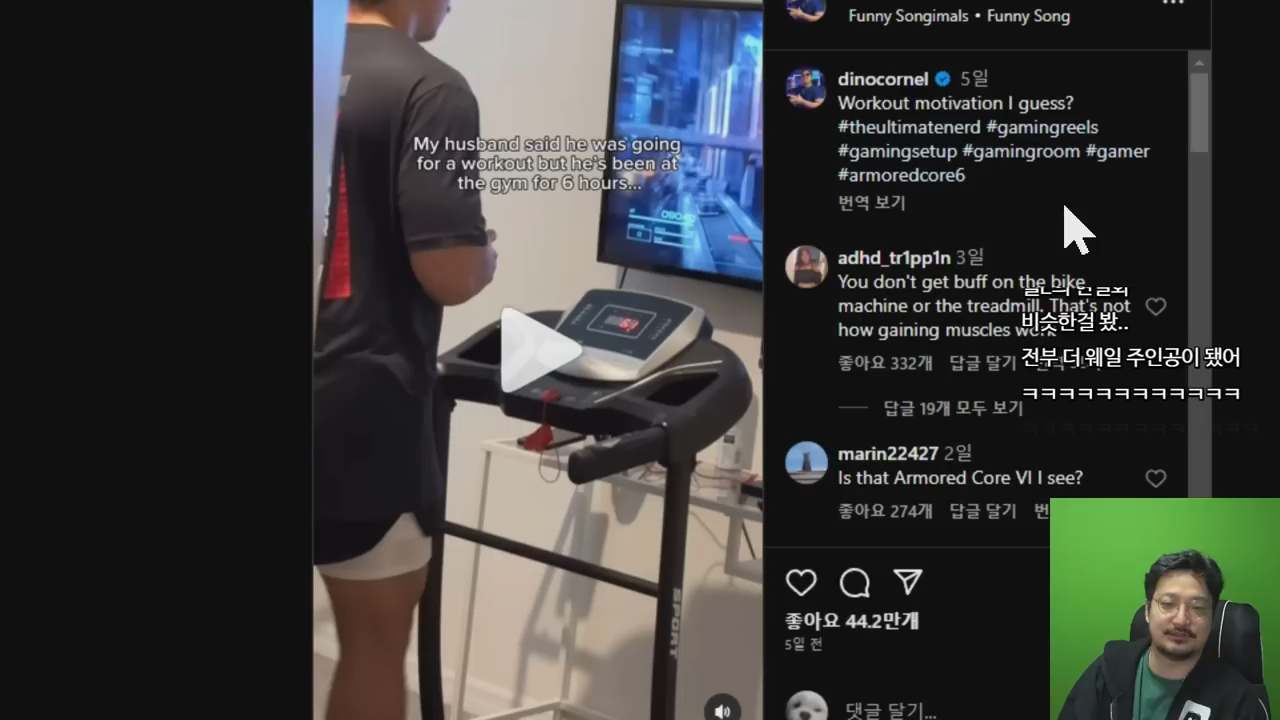 Funny Songimals • Funny Song
My husband said he was going
for a workout but he's been at
the gym for 6 hours...
dinocornel 5일
Workout motivation I guess?
#theultimatenerd #gamingreels
#gamingsetup #gamingroom #gamer
#armoredcore6
번역 보기
adhd_tr1pp1n 3일
You don't get buff on the bike
machine or the treadmill. That's not
how gaining muscles
좋아요 332개 답글 달기
답글 19개 모두 보기
marin22427 2일
Is that Armored Core VI I see?
좋아요 274개 답글 달기
비슷한걸 봤..
전부 더 웨일 주인공이 됐어
ㅋㅋㅋㅋㅋㅋㅋㅋㅋㅋㅋㅋ
좋아요 44.2만개
5일 전
댓글 달기...
SPORT